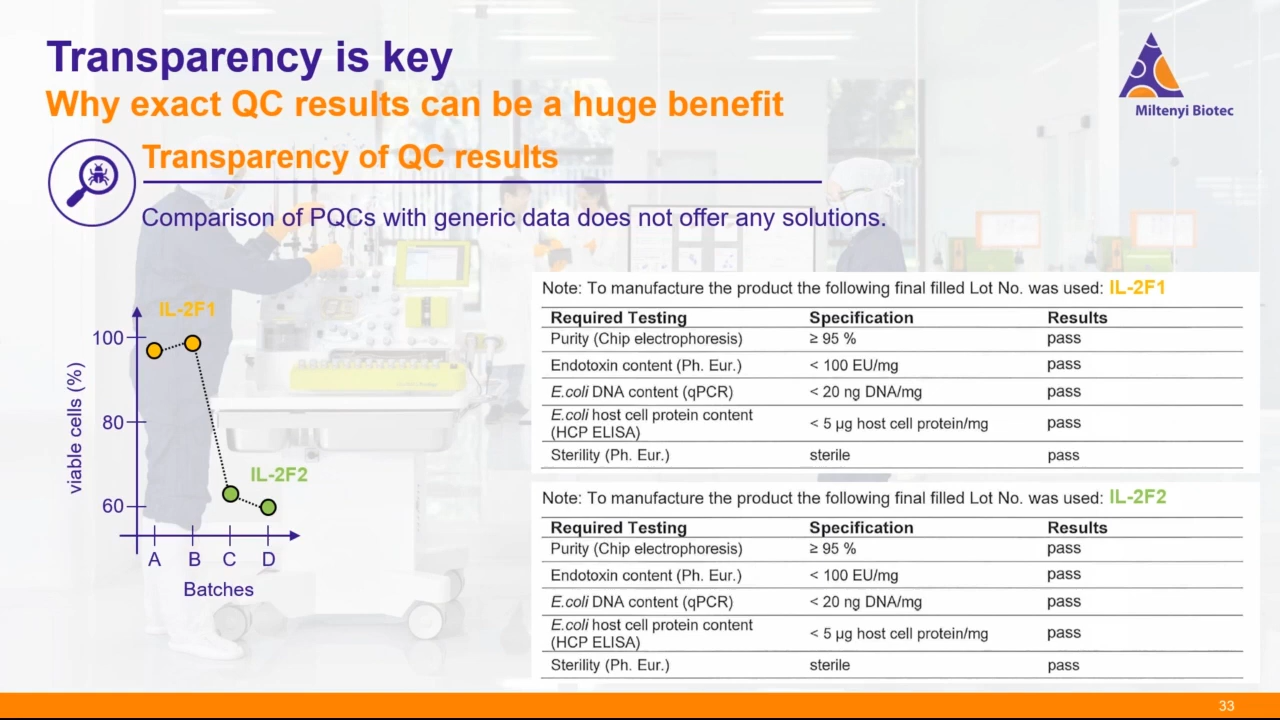 Transparency is key
Why exact QC results can be a huge benefit
Miltenyi Biotec
Transparency of QC results
Comparison of PQCs with generic data does not offer any solutions.
IL-2F1
100
80
60
viable cells (%)
IL-2F2
A B C D
Batches
Note: To manufacture the product the following final filled Lot No. was used: IL-2F1
Required Testing Specification Results
Purity (Chip electrophoresis) ≥ 95 % pass
Endotoxin content (Ph. Eur.) < 100 EU/mg pass
E.coli DNA content (qPCR) < 20 ng DNA/mg pass
E.coli host cell protein content
(HCP ELISA) < 5 µg host cell protein/mg pass
Sterility (Ph. Eur.) sterile pass
Note: To manufacture the product the following final filled Lot No. was used: IL-2F2
Required Testing Specification Results
Purity (Chip electrophoresis) ≥ 95 % pass
Endotoxin content (Ph. Eur.) < 100 EU/mg pass
E.coli DNA content (qPCR) < 20 ng DNA/mg pass
E.coli host cell protein content
(HCP ELISA) < 5 µg host cell protein/mg pass
Sterility (Ph. Eur.) sterile pass
33